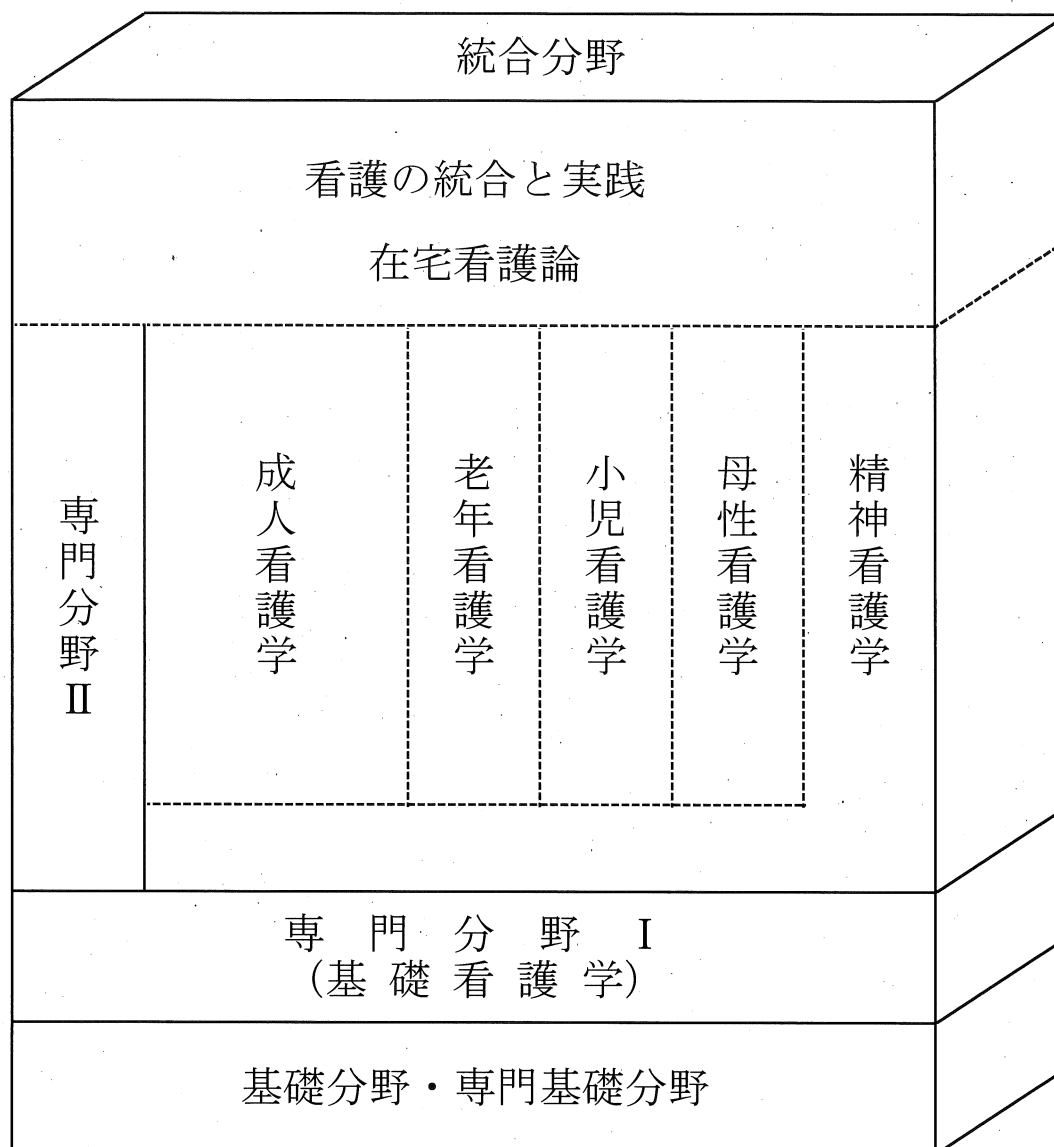 統合分野
看護の統合と実践
在宅看護論
専門分野Ⅱ
成人看護学
老年看護学
小児看護学
母性看護学
精神看護学
専門分野Ⅰ
(基礎看護学)
基礎分野・専門基礎分野